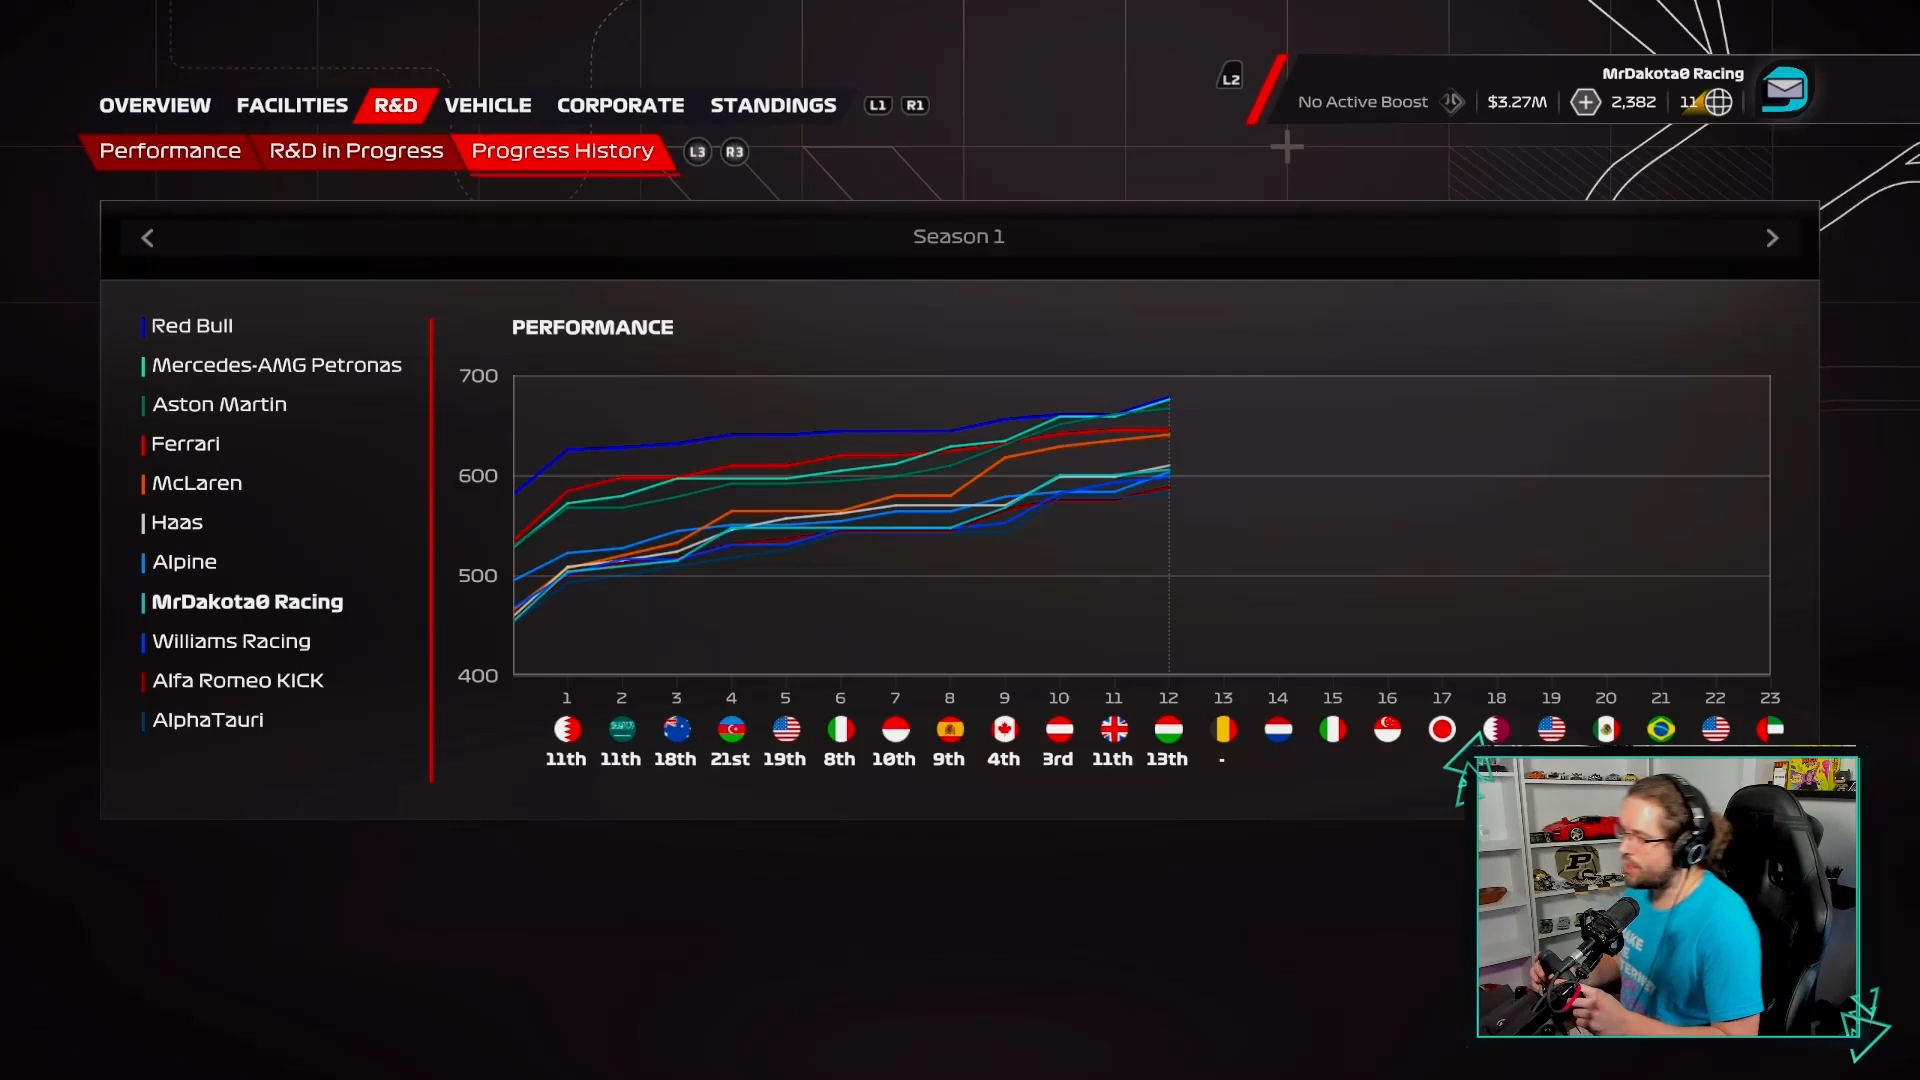 MrDakota0 Racing
L2
No Active Boost $3.27M 2,382 11
OVERVIEW FACILITIES R&D VEHICLE CORPORATE STANDINGS L1 R1
Performance R&D In Progress Progress History L3 R3
Season 1
Red Bull
Mercedes-AMG Petronas
Aston Martin
Ferrari
McLaren
Haas
Alpine
MrDakota0 Racing
Williams Racing
Alfa Romeo KICK
AlphaTauri
PERFORMANCE
700
600
500
400
1 2 3 4 5 6 7 8 9 10 11 12 13 14 15 16 17 18 19 20 21 22 23
11th 11th 18th 21st 19th 8th 10th 9th 4th 3rd 11th 13th -
P